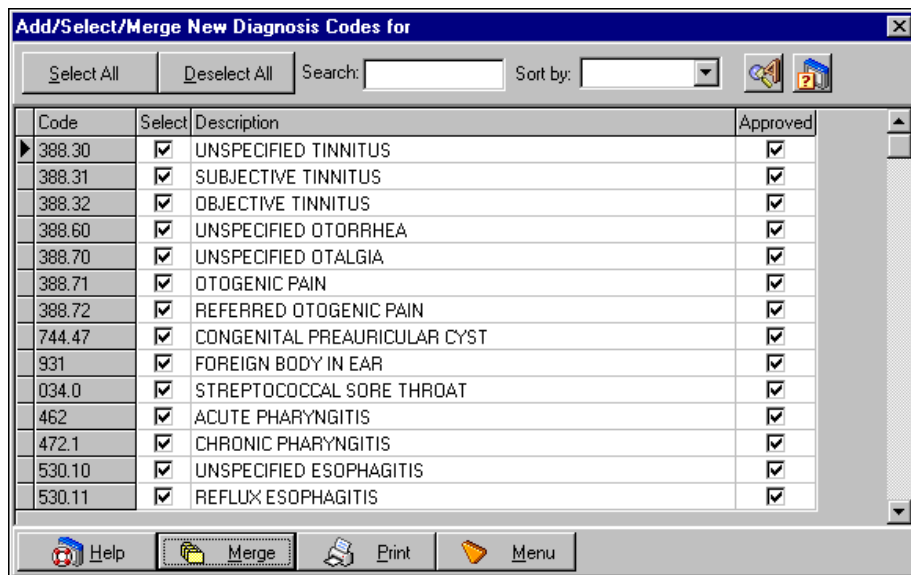 Add/Select/Merge New Diagnosis Codes for
Select All Deselect All Search: Sort by:
Code Select Description Approved
388.30 UNSPECIFIED TINNITUS
388.31 SUBJECTIVE TINNITUS
388.32 OBJECTIVE TINNITUS
388.60 UNSPECIFIED OTORRHEA
388.70 UNSPECIFIED OTALGIA
388.71 OTOGENIC PAIN
388.72 REFERRED OTOGENIC PAIN
744.47 CONGENITAL PREAURICULAR CYST
931 FOREIGN BODY IN EAR
034.0 STREPTOCOCCAL SORE THROAT
462 ACUTE PHARYNGITIS
472.1 CHRONIC PHARYNGITIS
530.10 UNSPECIFIED ESOPHAGITIS
530.11 REFLUX ESOPHAGITIS
Help Merge Print Menu